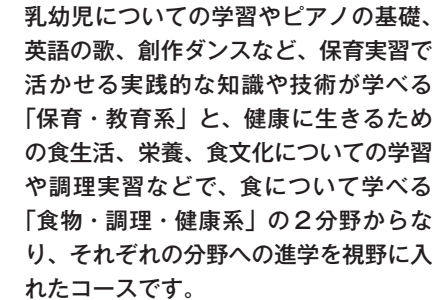 乳幼児についての学習やピアノの基礎、
英語の歌、創作ダンスなど、保育実習で
活かせる実践的な知識や技術が学べる
「保育・教育系」と、健康に生きるため
の食生活、栄養、食文化についての学習
や調理実習などで、食について学べる
「食物・調理・健康系」の２分野からな
り、それぞれの分野への進学を視野に入
れたコースです。